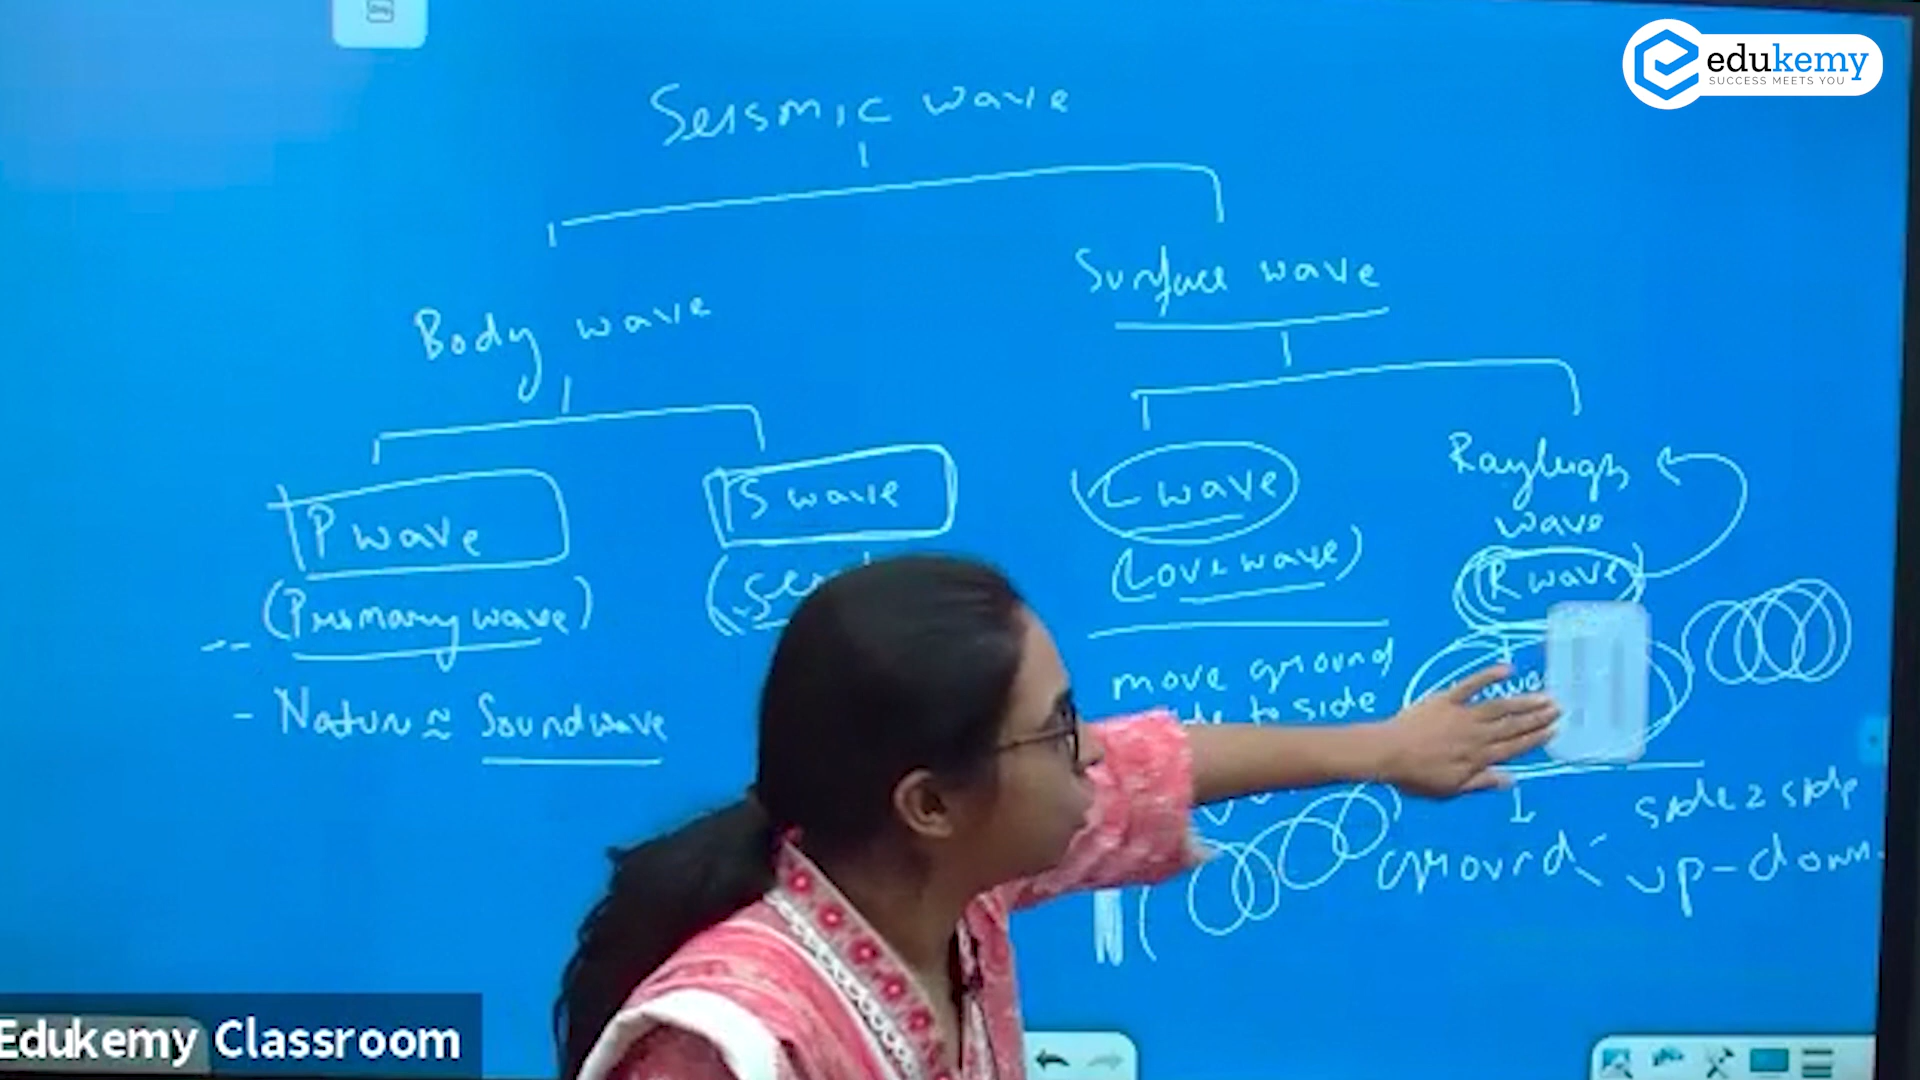 edukemy
SUCCESS MEETS YOU
Seismic wave
Body wave
Surface wave
P wave
(Primary wave)
- Nature ≈ Soundwave
S wave
L wave
(Love wave)
move ground
to side
Rayleigh
wave
(R wave)
ground
side 2 side
up-down.
Edukemy Classroom